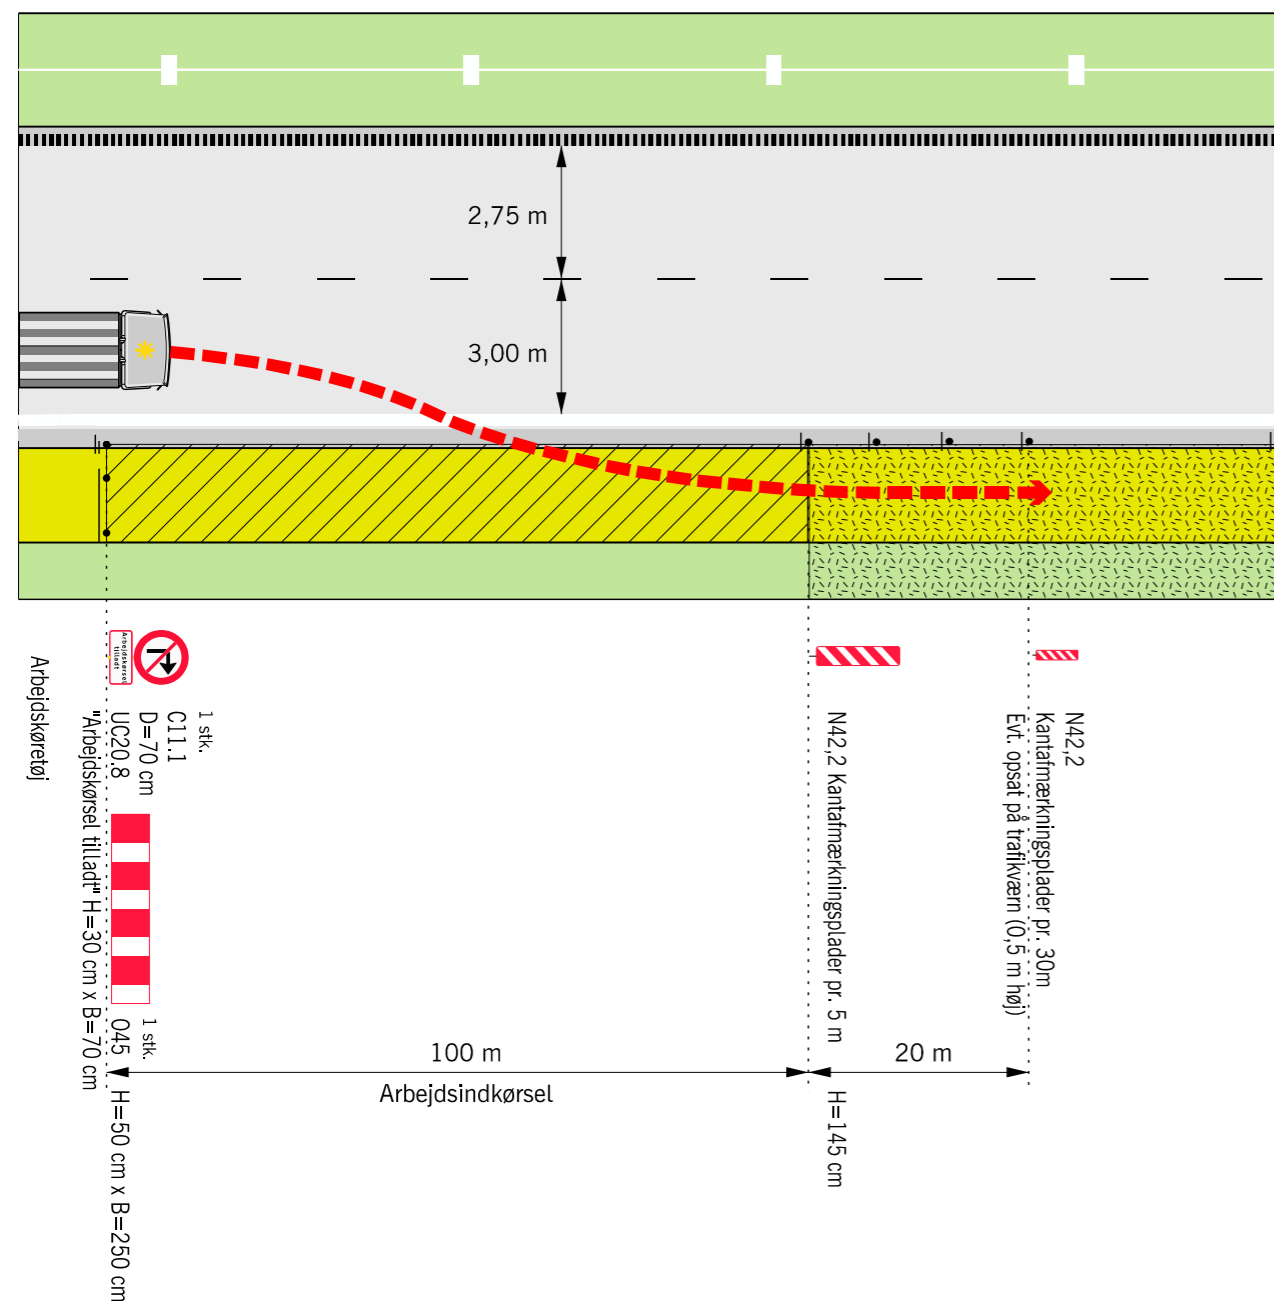 2,75 m
3,00 m
Arbejdskørsel
tilladt
Arbejdskøretøj
1 stk.
C11.1
D=70 cm
UC20.8
"Arbejdskørsel tilladt" H=30 cm x B=70 cm
1 stk.
O45 H=50 cm x B=250 cm
N42,2 Kantafmærkningsplader pr. 5 m H=145 cm
N42,2
Kantafmærkningsplader pr. 30m
Evt. opsat på trafikværn (0,5 m høj)
100 m
20 m
Arbejdsindkørsel